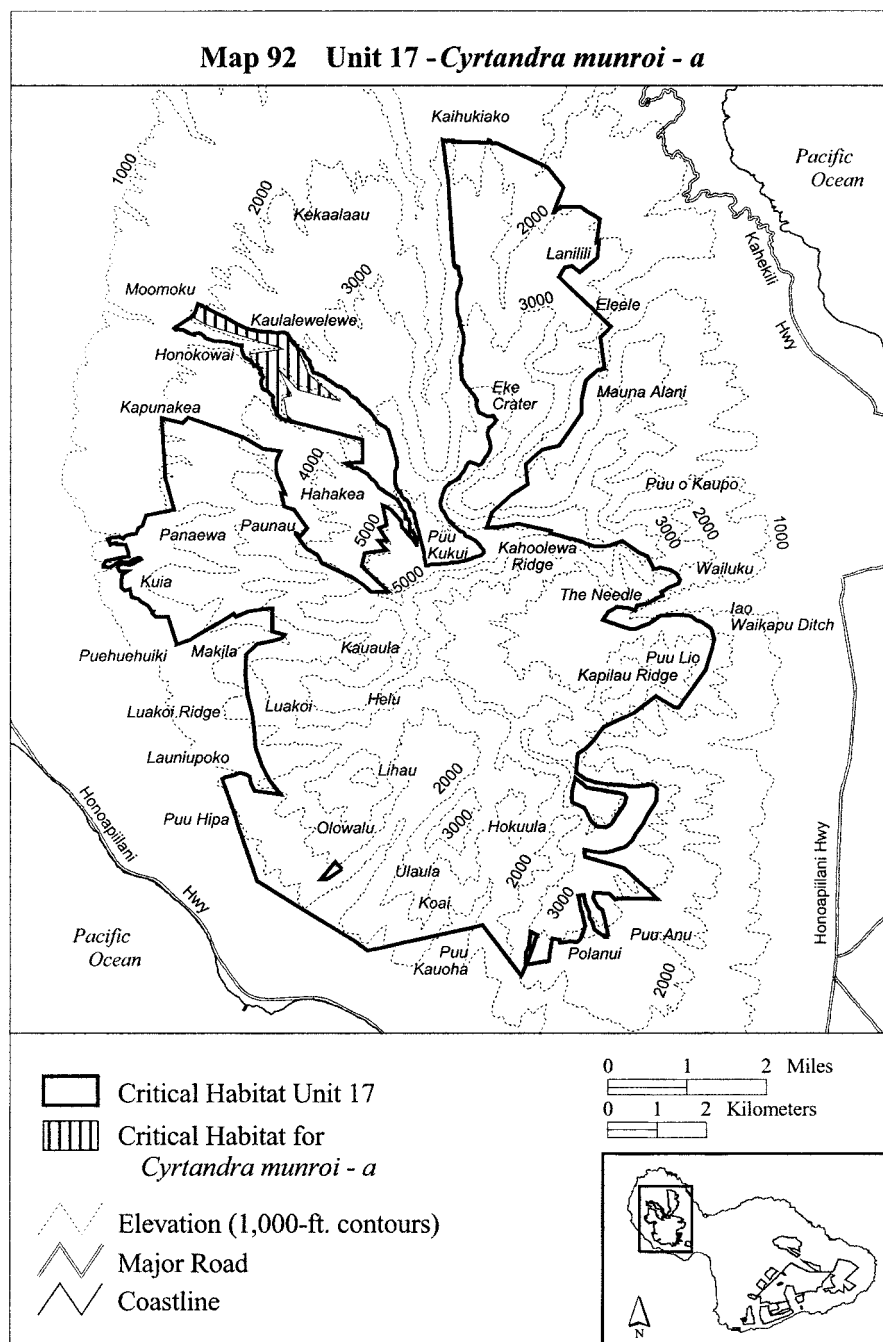 Map 92 Unit 17 - Cyrtandra munroi - a
Kaihukiako
Pacific
Ocean
1000
2000
Kekaalaau
2000
Lanilili
Kahekili
3000
Moomoku
3000
Eleele
Kaulalewelewe
Honokowai
Hwy
Kapunakea
Eke
Crater
Mauna Alani
4000
Hahakea
Puu o Kaupo
Panaewa
Paunau
5000
Puu
Kukui
Kahoolewa
Ridge
3000
2000
1000
Wailuku
Kuia
5000
The Needle
Iao
Waikapu Ditch
Puehuehuiki
Makila
Kauaula
Puu Lio
Kapilau Ridge
Luakoi Ridge
Luakoi
Helu
Launiupoko
Lihau
2000
Honoapiilani
Puu Hipa
Olowalu
3000
Hokuula
Ulaula
2000
Hwy
Koai
3000
Honoapiilani Hwy
Pacific
Ocean
Puu
Kauoha
Polanui
Puu Anu
2000
Critical Habitat Unit 17
Critical Habitat for
Cyrtandra munroi - a
Elevation (1,000-ft. contours)
Major Road
Coastline
0 1 2 Miles
0 1 2 Kilometers
N